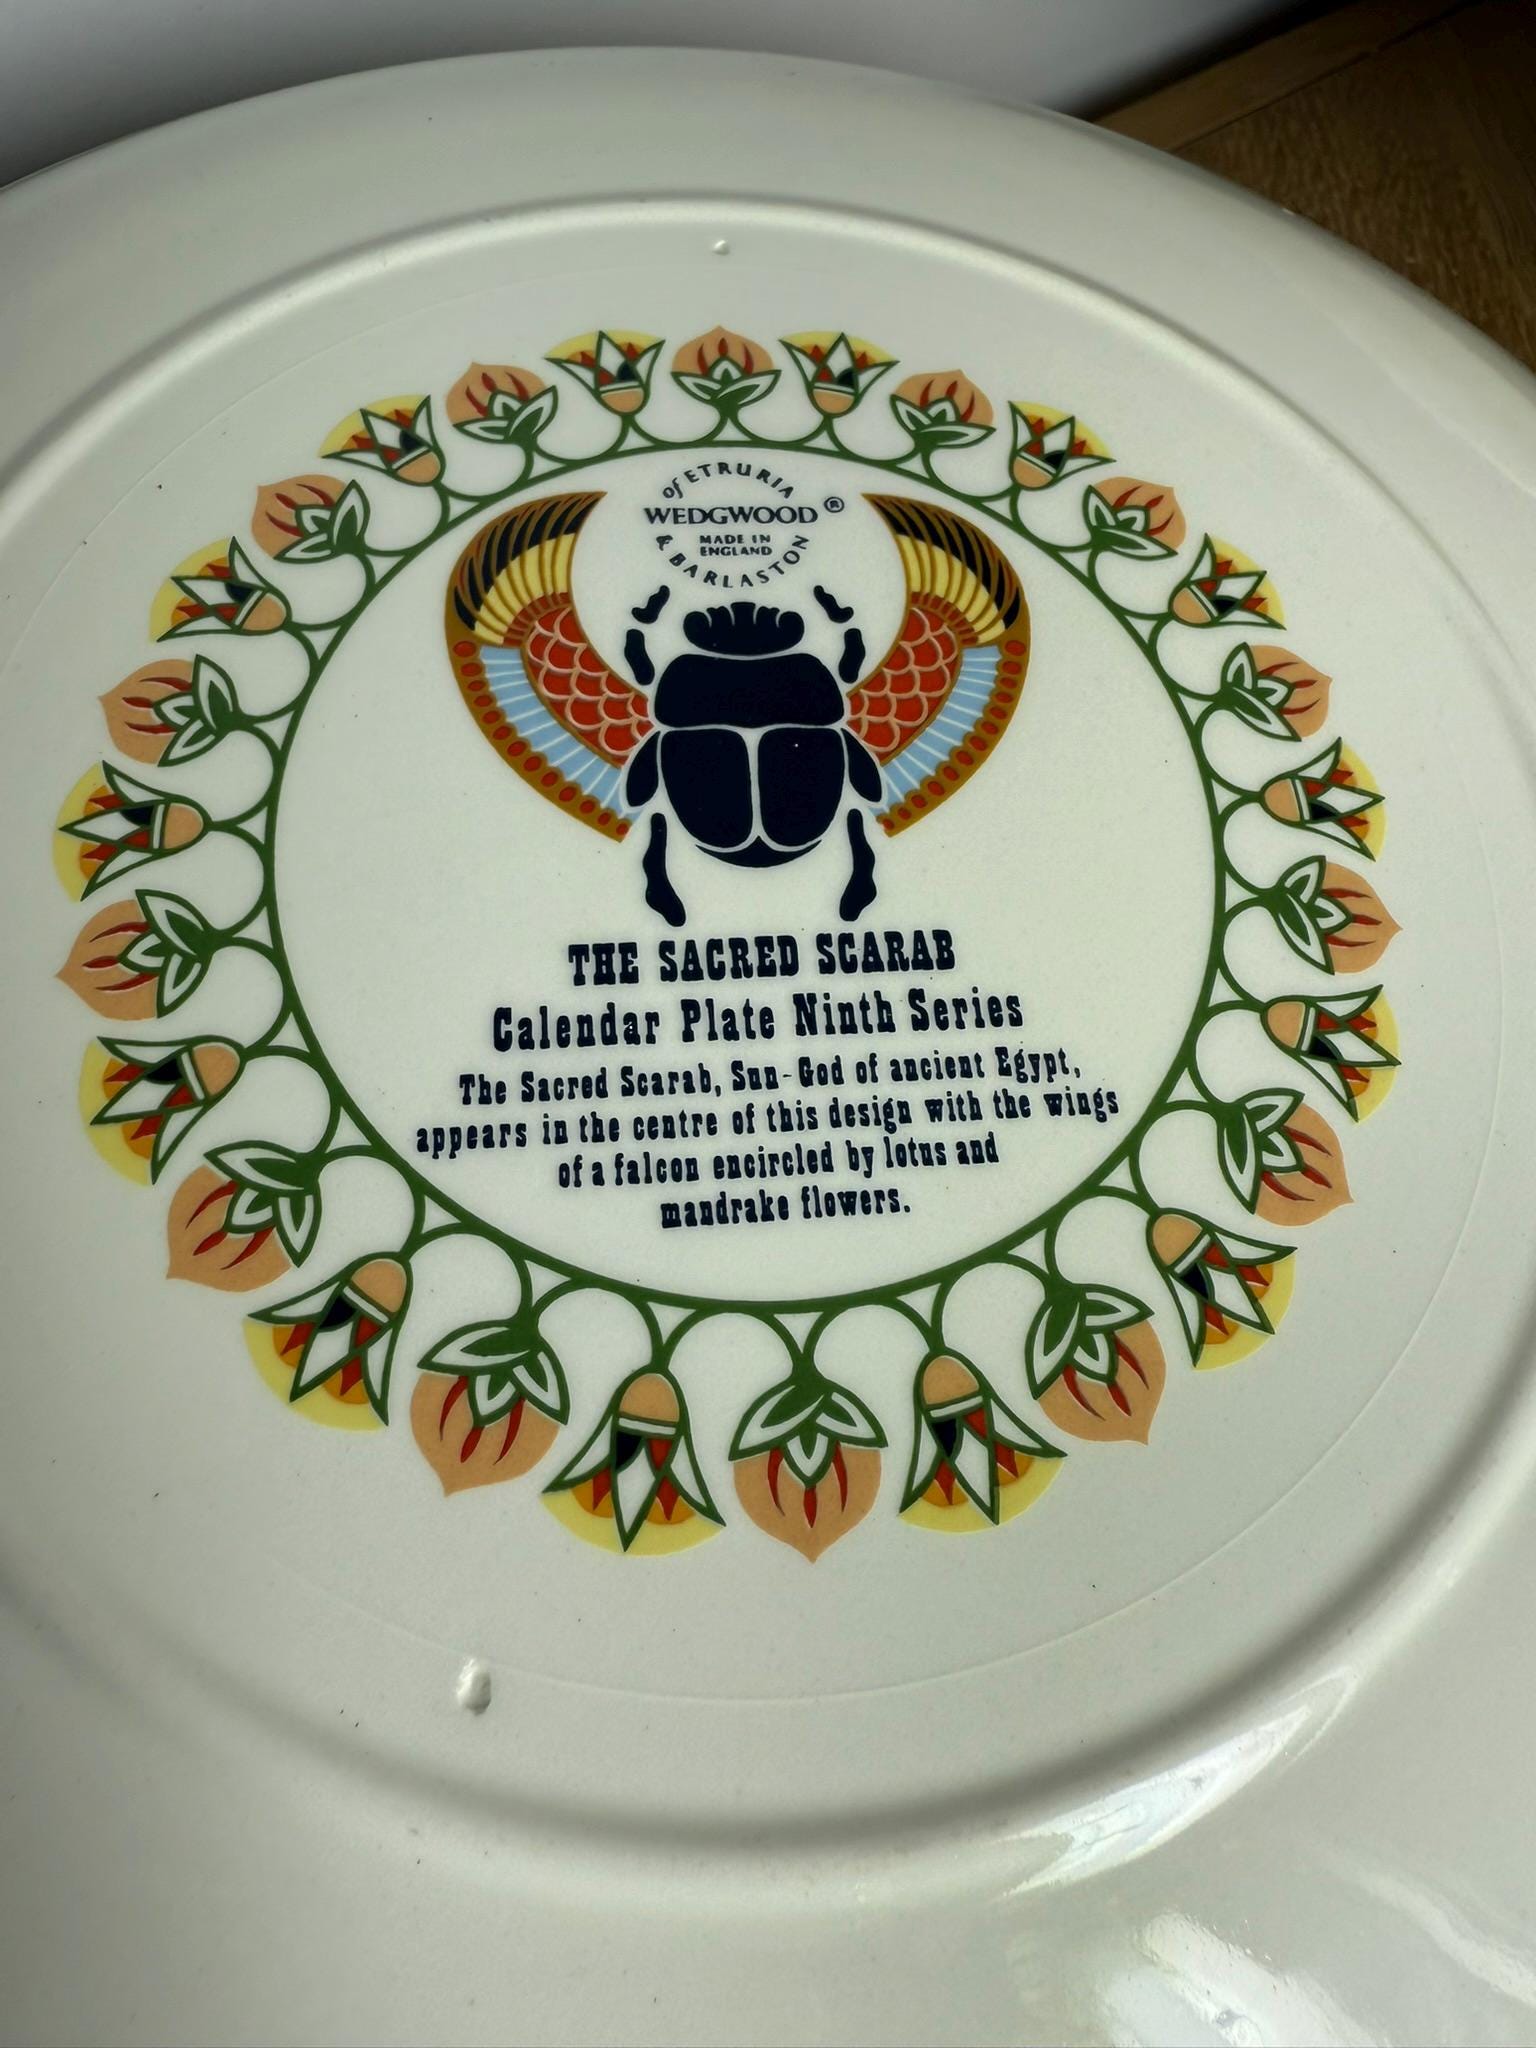 of ETRURIA
WEDGWOOD ®
MADE IN
ENGLAND
& BARLASTON
THE SACRED SCARAB
Calendar Plate Ninth Series
The Sacred Scarab, Sun-God of ancient Egypt,
appears in the centre of this design with the wings
of a falcon encircled by lotus and
mandrake flowers.